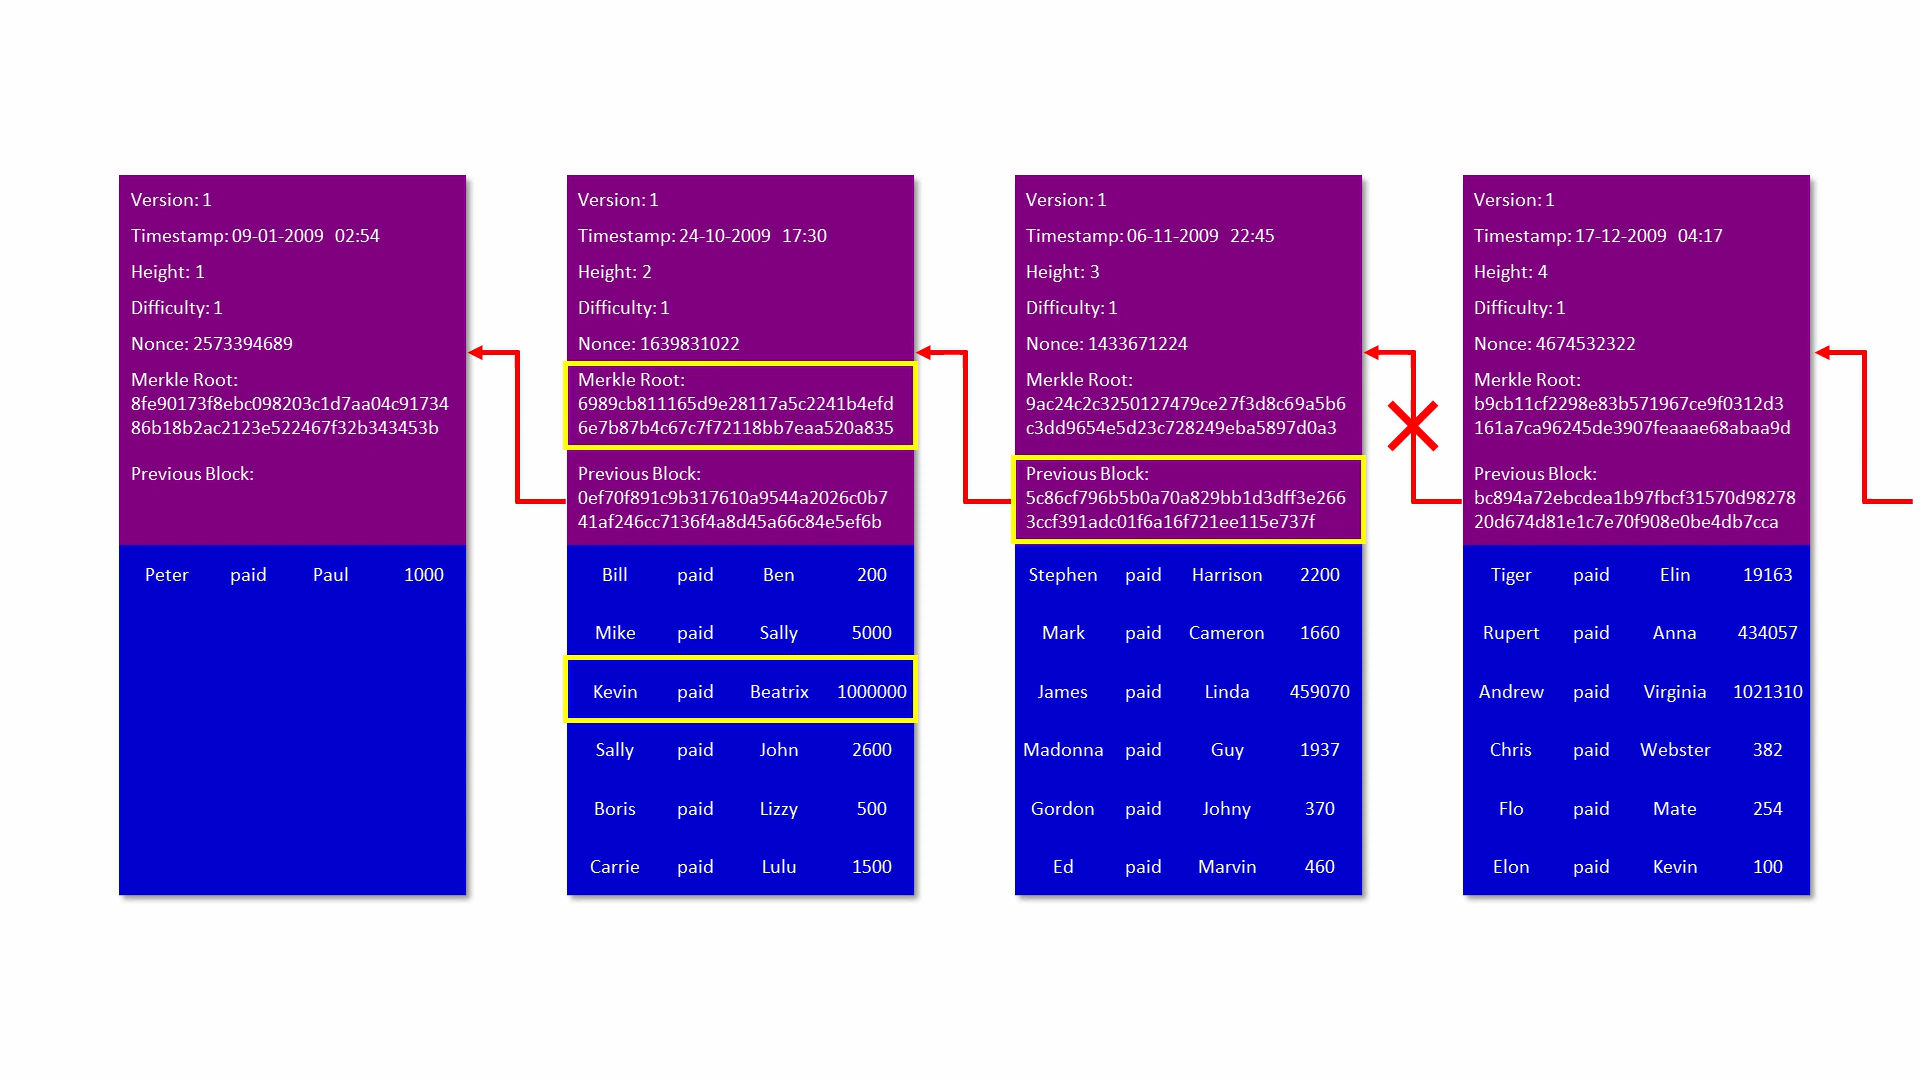 Version: 1
Timestamp: 09-01-2009 02:54
Height: 1
Difficulty: 1
Nonce: 2573394689
Merkle Root:
8fe90173f8ebc098203c1d7aa04c91734
86b18b2ac2123e522467f32b343453b
Previous Block:
Peter paid Paul 1000
Version: 1
Timestamp: 24-10-2009 17:30
Height: 2
Difficulty: 1
Nonce: 1639831022
Merkle Root:
6989cb811165d9e28117a5c2241b4efd
6e7b87b4c67c7f72118bb7eaa520a835
Previous Block:
0ef70f891c9b317610a9544a2026c0b7
41af246cc7136f4a8d45a66c84e5ef6b
Bill paid Ben 200
Mike paid Sally 5000
Kevin paid Beatrix 1000000
Sally paid John 2600
Boris paid Lizzy 500
Carrie paid Lulu 1500
Version: 1
Timestamp: 06-11-2009 22:45
Height: 3
Difficulty: 1
Nonce: 1433671224
Merkle Root:
9ac24c2c3250127479ce27f3d8c69a5b6
c3dd9654e5d23c728249eba5897d0a3
Previous Block:
5c86cf796b5b0a70a829bb1d3dff3e266
3ccf391adc01f6a16f721ee115e737f
Stephen paid Harrison 2200
Mark paid Cameron 1660
James paid Linda 459070
Madonna paid Guy 1937
Gordon paid Johny 370
Ed paid Marvin 460
Version: 1
Timestamp: 17-12-2009 04:17
Height: 4
Difficulty: 1
Nonce: 4674532322
Merkle Root:
b9cb11cf2298e83b571967ce9f0312d3
161a7ca96245de3907feaaae68abaa9d
Previous Block:
bc894a72ebcdea1b97fbcf31570d98278
20d674d81e1c7e70f908e0be4db7cca
Tiger paid Elin 19163
Rupert paid Anna 434057
Andrew paid Virginia 1021310
Chris paid Webster 382
Flo paid Mate 254
Elon paid Kevin 100